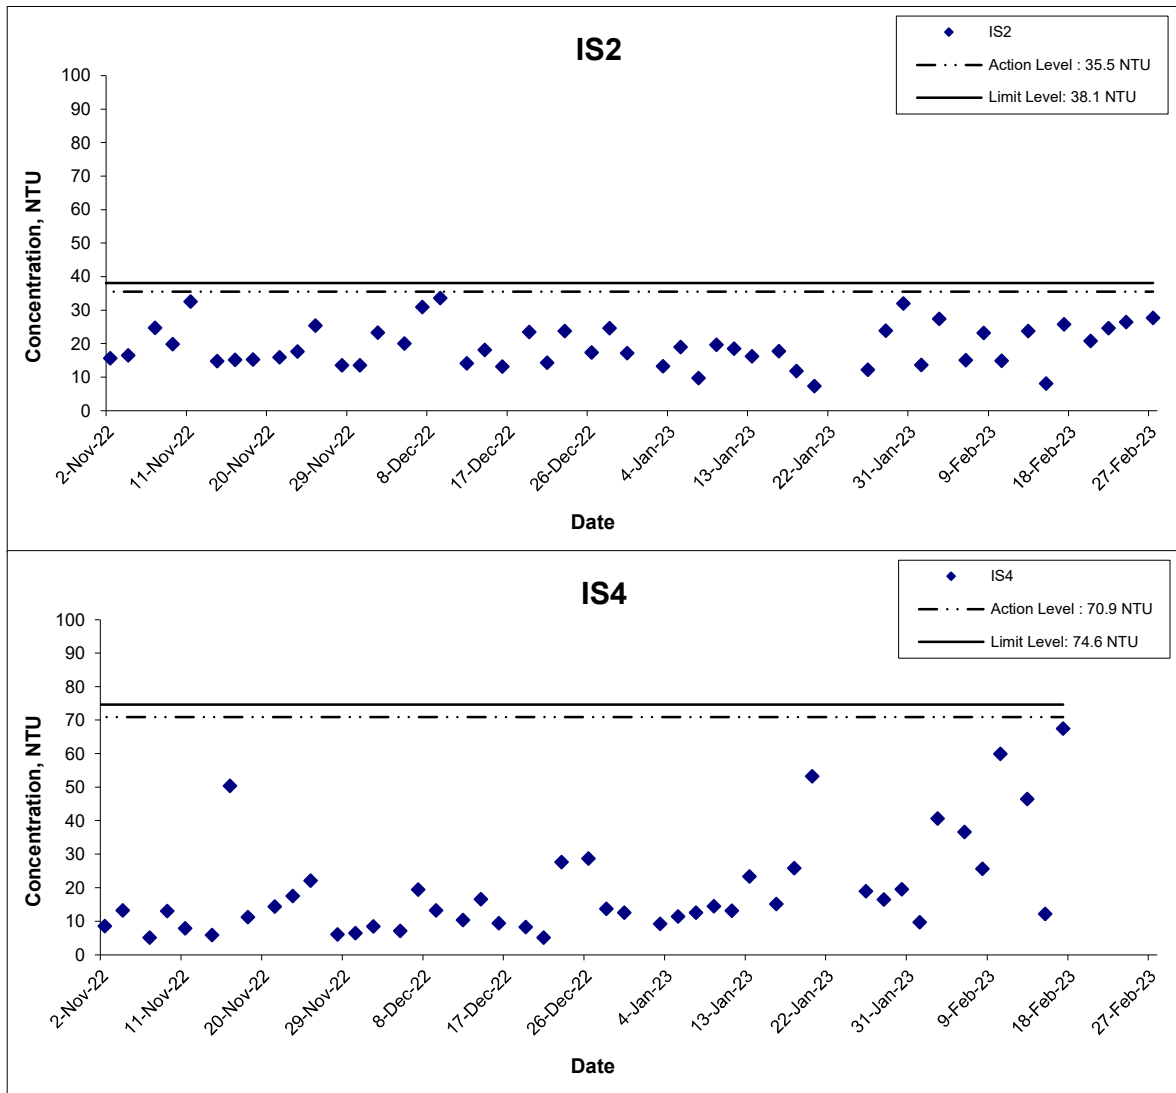 IS2
IS2
Action Level : 35.5 NTU
Limit Level: 38.1 NTU
Concentration, NTU
100
90
80
70
60
50
40
30
20
10
0
2-Nov-22
11-Nov-22
20-Nov-22
29-Nov-22
8-Dec-22
17-Dec-22
26-Dec-22
4-Jan-23
13-Jan-23
22-Jan-23
31-Jan-23
9-Feb-23
18-Feb-23
27-Feb-23
Date
IS4
IS4
Action Level : 70.9 NTU
Limit Level: 74.6 NTU
Concentration, NTU
100
90
80
70
60
50
40
30
20
10
0
2-Nov-22
11-Nov-22
20-Nov-22
29-Nov-22
8-Dec-22
17-Dec-22
26-Dec-22
4-Jan-23
13-Jan-23
22-Jan-23
31-Jan-23
9-Feb-23
18-Feb-23
27-Feb-23
Date